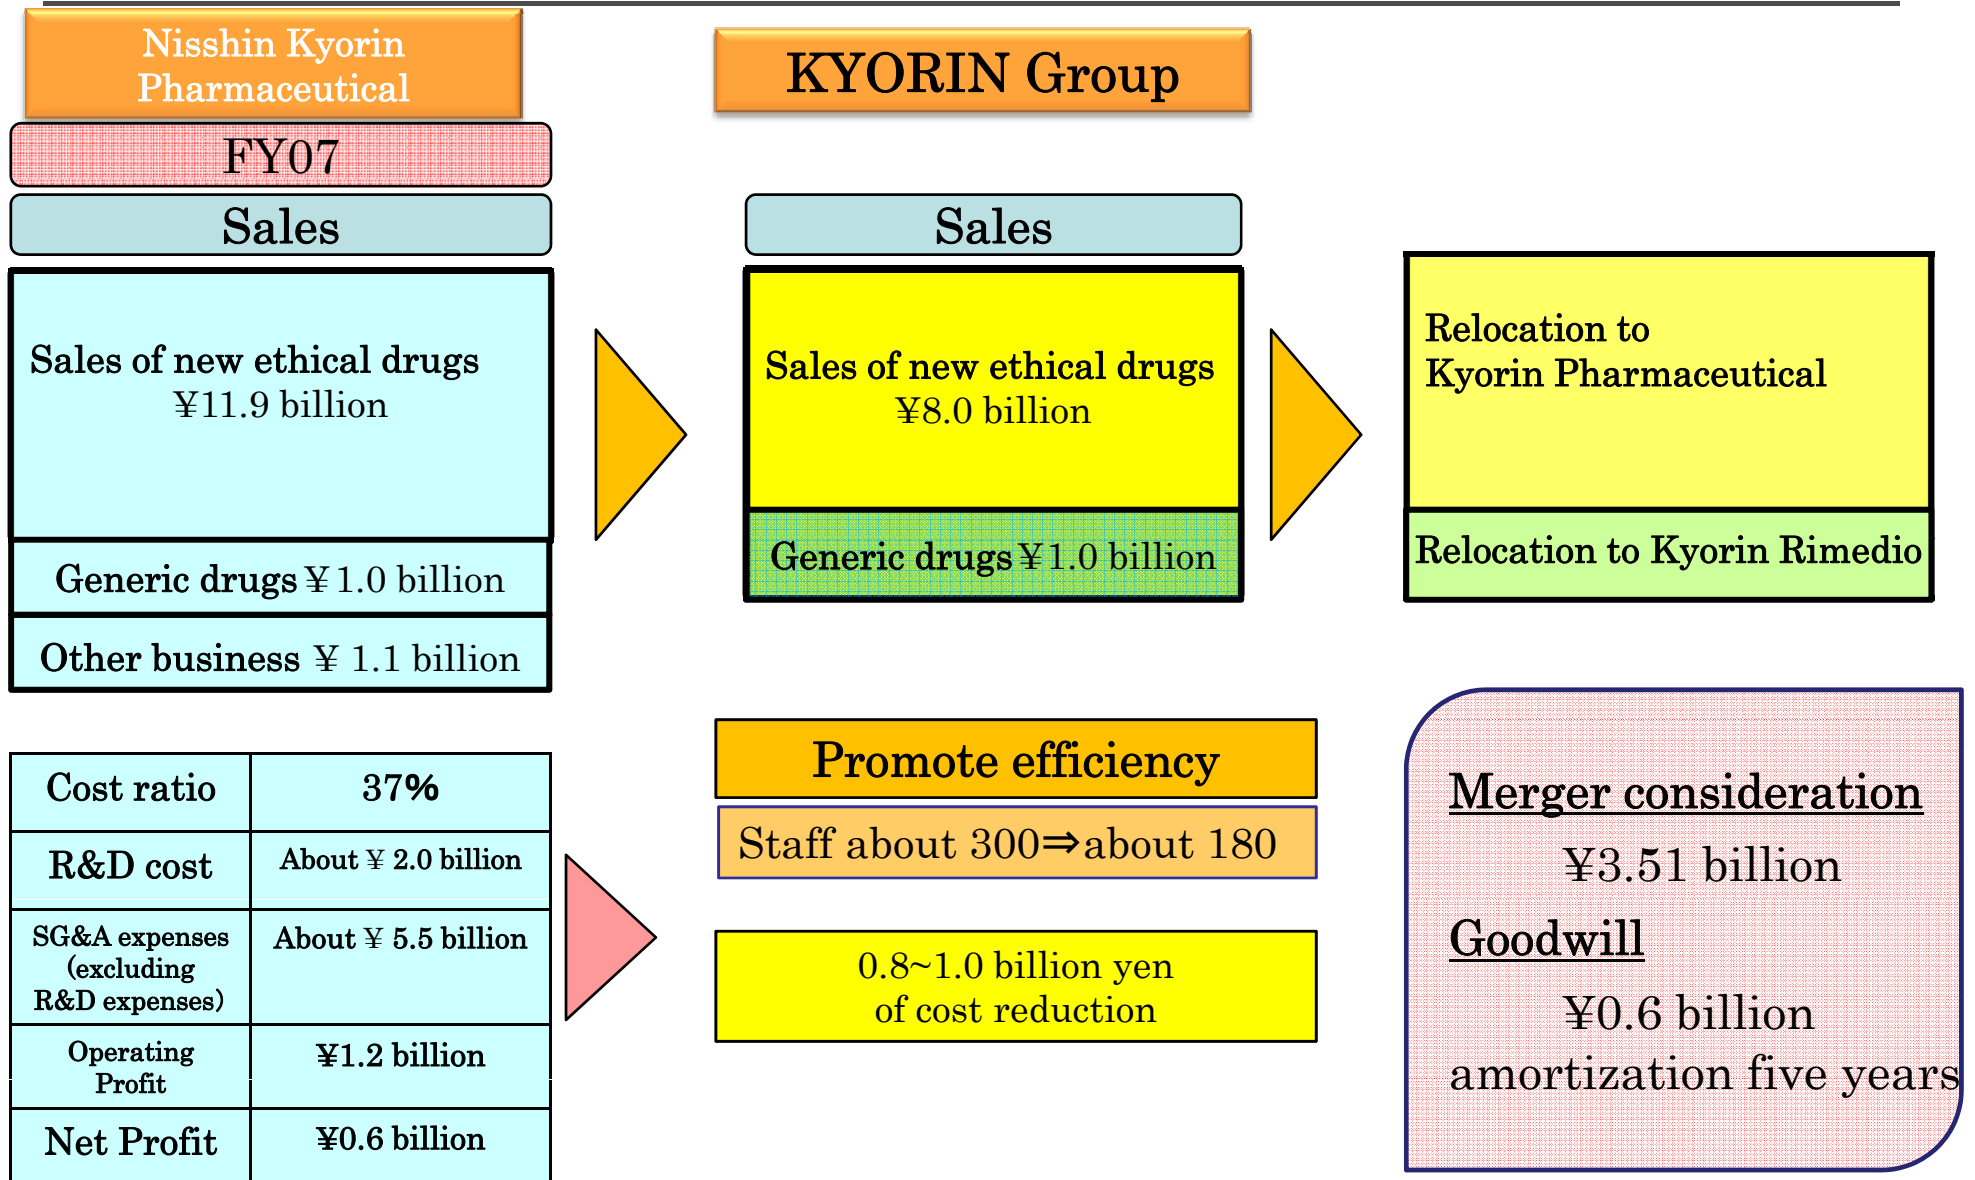 Nisshin Kyorin
Pharmaceutical
FY07
Sales
Sales of new ethical drugs
¥11.9 billion
Generic drugs ¥ 1.0 billion
Other business ¥ 1.1 billion
KYORIN Group
Sales
Sales of new ethical drugs
¥8.0 billion
Generic drugs ¥1.0 billion
Relocation to
Kyorin Pharmaceutical
Relocation to Kyorin Rimedio
Cost ratio
37%
R&D cost
About ¥ 2.0 billion
SG&A expenses
(excluding
R&D expenses)
About ¥ 5.5 billion
Operating
Profit
¥1.2 billion
Net Profit
¥0.6 billion
Promote efficiency
Staff about 300⇒about 180
0.8~1.0 billion yen
of cost reduction
Merger consideration
¥3.51 billion
Goodwill
¥0.6 billion
amortization five years